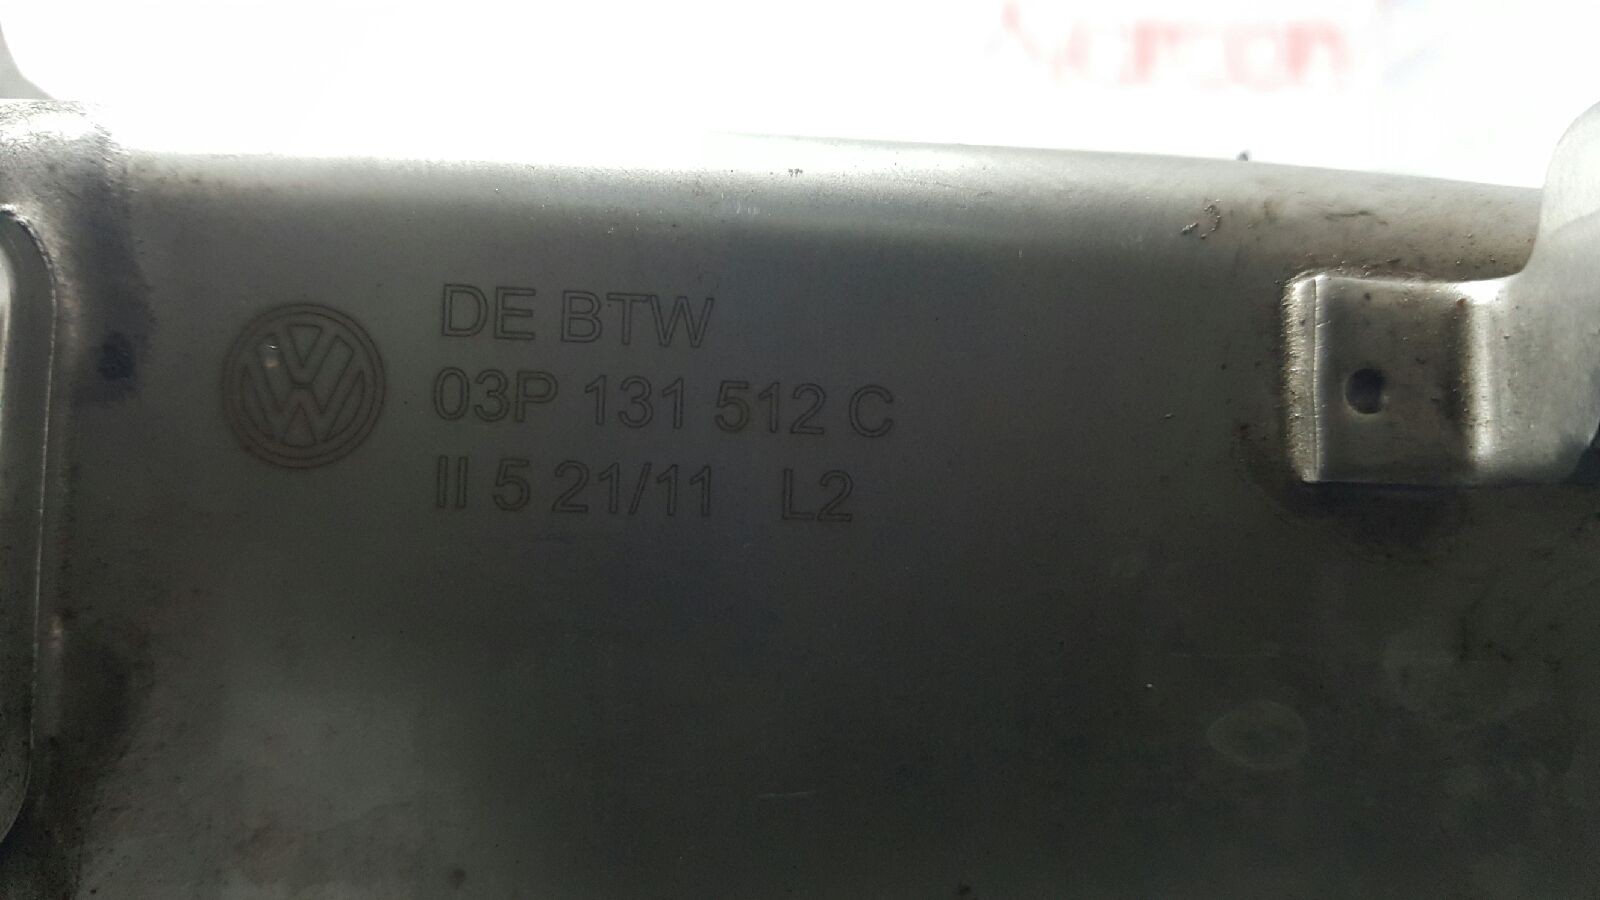 DE BTW
03P 131 512 C
II 5 21/11 L2